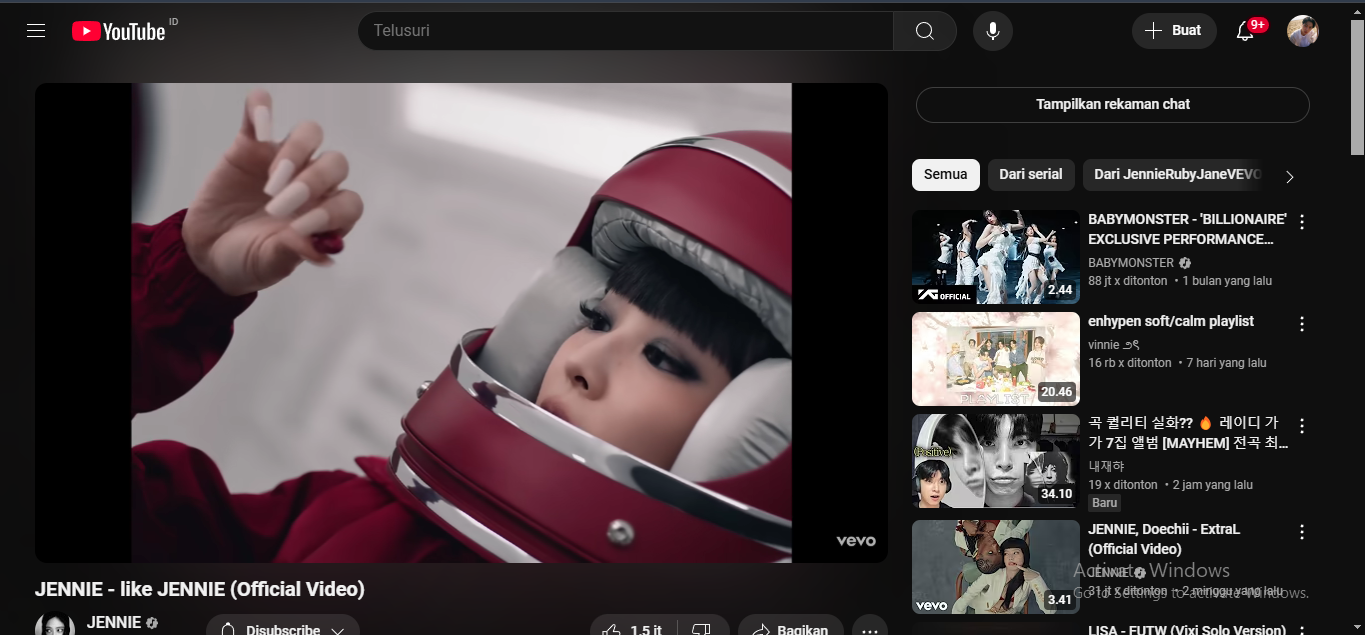 YouTube ID
Telusuri
Buat
9+
vevo
JENNIE - like JENNIE (Official Video)
JENNIE
Disubscribe
1,5 jt
Bagikan
Tampilkan rekaman chat
Semua
Dari serial
Dari JennieRubyJaneVEVO
YG OFFICIAL
2.44
BABYMONSTER - 'BILLIONAIRE'
EXCLUSIVE PERFORMANCE...
BABYMONSTER
88 jt x ditonton • 1 bulan yang lalu
PLAYLIST
20.46
enhypen soft/calm playlist
vinnie
16 rb x ditonton • 7 hari yang lalu
(Positive)
34.10
곡 퀄리티 실화?? 🔥 레이디 가
가 7집 앨범 [MAYHEM] 전곡 최...
내재햐
19 x ditonton • 2 jam yang lalu
Baru
vevo
3.41
JENNIE, Doechii - ExtraL
(Official Video)
JENNIE
31 jt x ditonton • 2 minggu yang lalu
Activate Windows
Go to Settings to activate Windows.
LISA - FUTW (Vixi Solo Version)